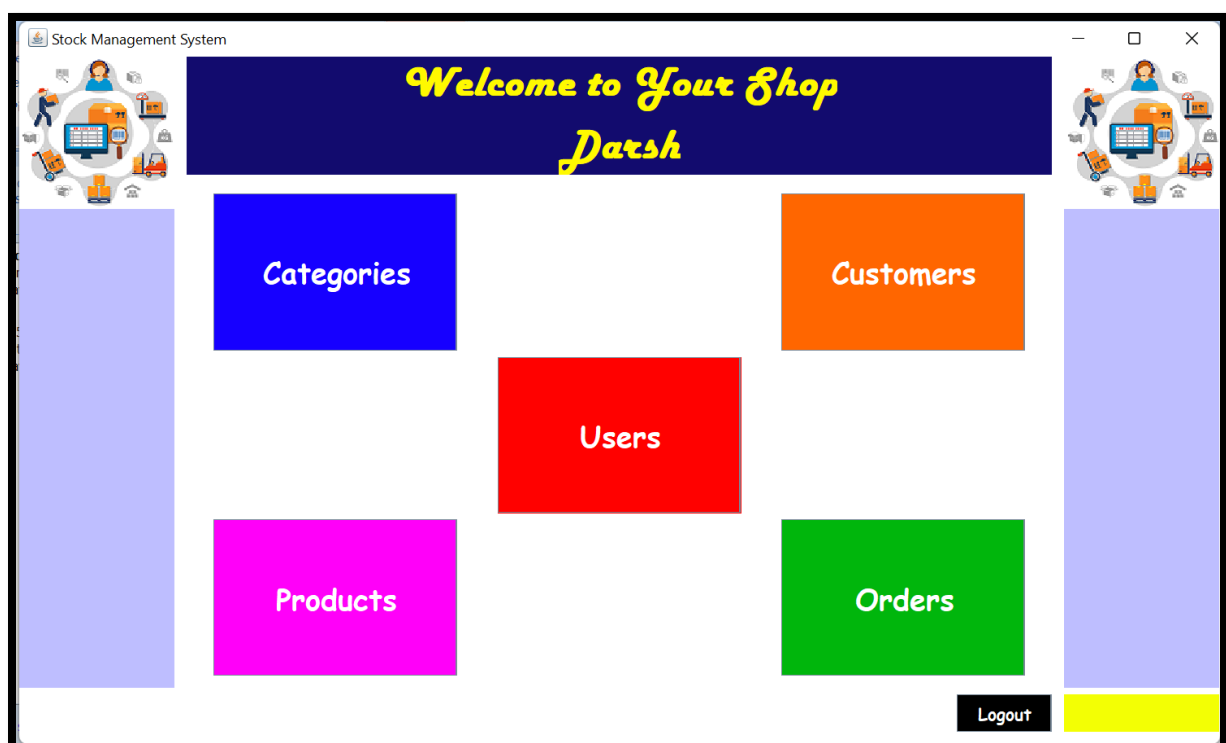 Stock Management System
Welcome to Your Shop
Darsh
Categories
Customers
Users
Products
Orders
Logout